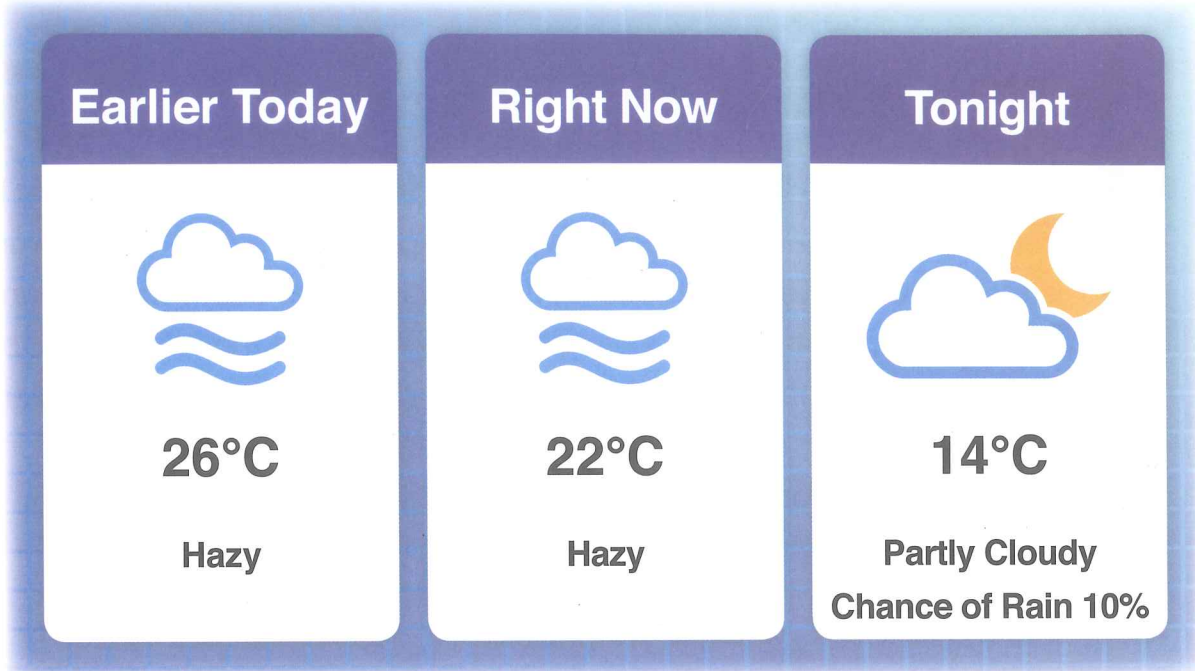 Earlier Today
26°C
Hazy
Right Now
22°C
Hazy
Tonight
14°C
Partly Cloudy
Chance of Rain 10%